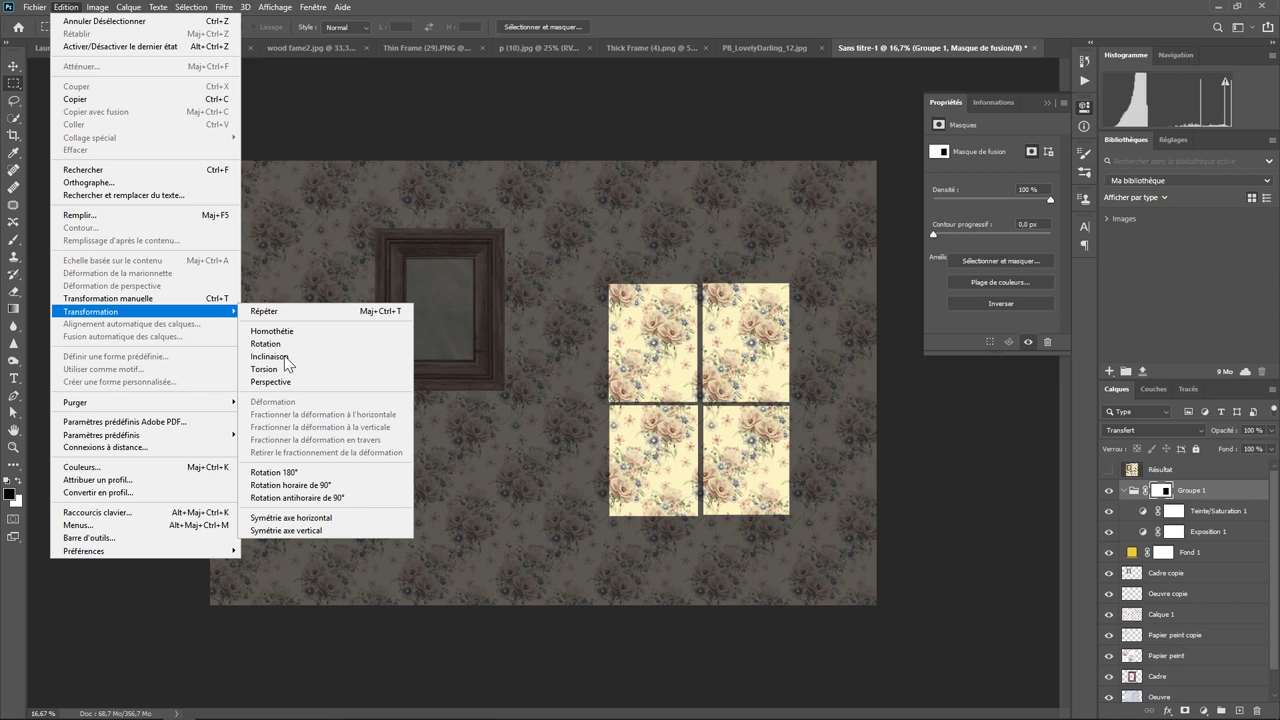 Fichier Edition Image Calque Texte Sélection Filtre 3D Affichage Fenêtre Aide
Lissage Style : Normal L : H : Sélectionner et masquer...
wood fame2.jpg @ 33,3... × Thin Frame (29).PNG @... × p (10).jpg @ 25% (RV... × Thick Frame (4).png @ 5... × PB_LovelyDarling_12.jpg × Sans titre-1 @ 16,7% (Groupe 1, Masque de fusion/8) * ×
Annuler Désélectionner Ctrl+Z
Rétablir Maj+Ctrl+Z
Activer/Désactiver le dernier état Alt+Ctrl+Z
Atténuer... Maj+Ctrl+F
Couper Ctrl+X
Copier Ctrl+C
Copier avec fusion Maj+Ctrl+C
Coller Ctrl+V
Collage spécial
Effacer
Rechercher Ctrl+F
Orthographe...
Rechercher et remplacer du texte...
Remplir... Maj+F5
Contour...
Remplissage d'après le contenu...
Echelle basée sur le contenu Maj+Ctrl+A
Déformation de la marionnette
Déformation de perspective
Transformation manuelle Ctrl+T
Transformation
Alignement automatique des calques...
Fusion automatique des calques...
Définir une forme prédéfinie...
Utiliser comme motif...
Créer une forme personnalisée...
Purger
Paramètres prédéfinis Adobe PDF...
Paramètres prédéfinis
Connexions à distance...
Couleurs... Maj+Ctrl+K
Attribuer un profil...
Convertir en profil...
Raccourcis clavier... Alt+Maj+Ctrl+K
Menus... Alt+Maj+Ctrl+M
Barre d'outils...
Préférences
Répéter Maj+Ctrl+T
Homothétie
Rotation
Inclinaison
Torsion
Perspective
Déformation
Fractionner la déformation à l'horizontale
Fractionner la déformation à la verticale
Fractionner la déformation en travers
Retirer le fractionnement de la déformation
Rotation 180°
Rotation horaire de 90°
Rotation antihoraire de 90°
Symétrie axe horizontal
Symétrie axe vertical
Propriétés Informations
Masques
Masque de fusion
Densité : 100 %
Contour progressif : 0,0 px
Amélio Sélectionner et masquer...
Plage de couleurs...
Inverser
Histogramme Navigation
Bibliothèques Réglages
Rechercher dans la bibliothèque active
Ma bibliothèque
Afficher par type
Images
9 Mo
Calques Couches Tracés
Type
Transfert Opacité : 100 %
Verrou : Fond : 100 %
Résultat
Groupe 1
Teinte/Saturation 1
Exposition 1
Fond 1
Cadre copie
Oeuvre copie
Calque 1
Papier peint copie
Papier peint
Cadre
Oeuvre
16,67 % Doc : 68,7 Mo/356,7 Mo